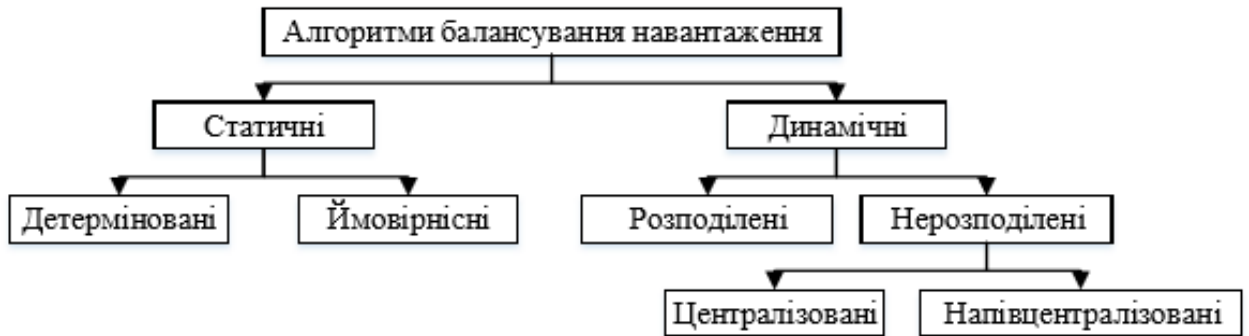 Алгоритми балансування навантаження
Статичні
Динамічні
Детерміновані
Ймовірнісні
Розподілені
Нерозподілені
Централізовані
Напівцентралізовані